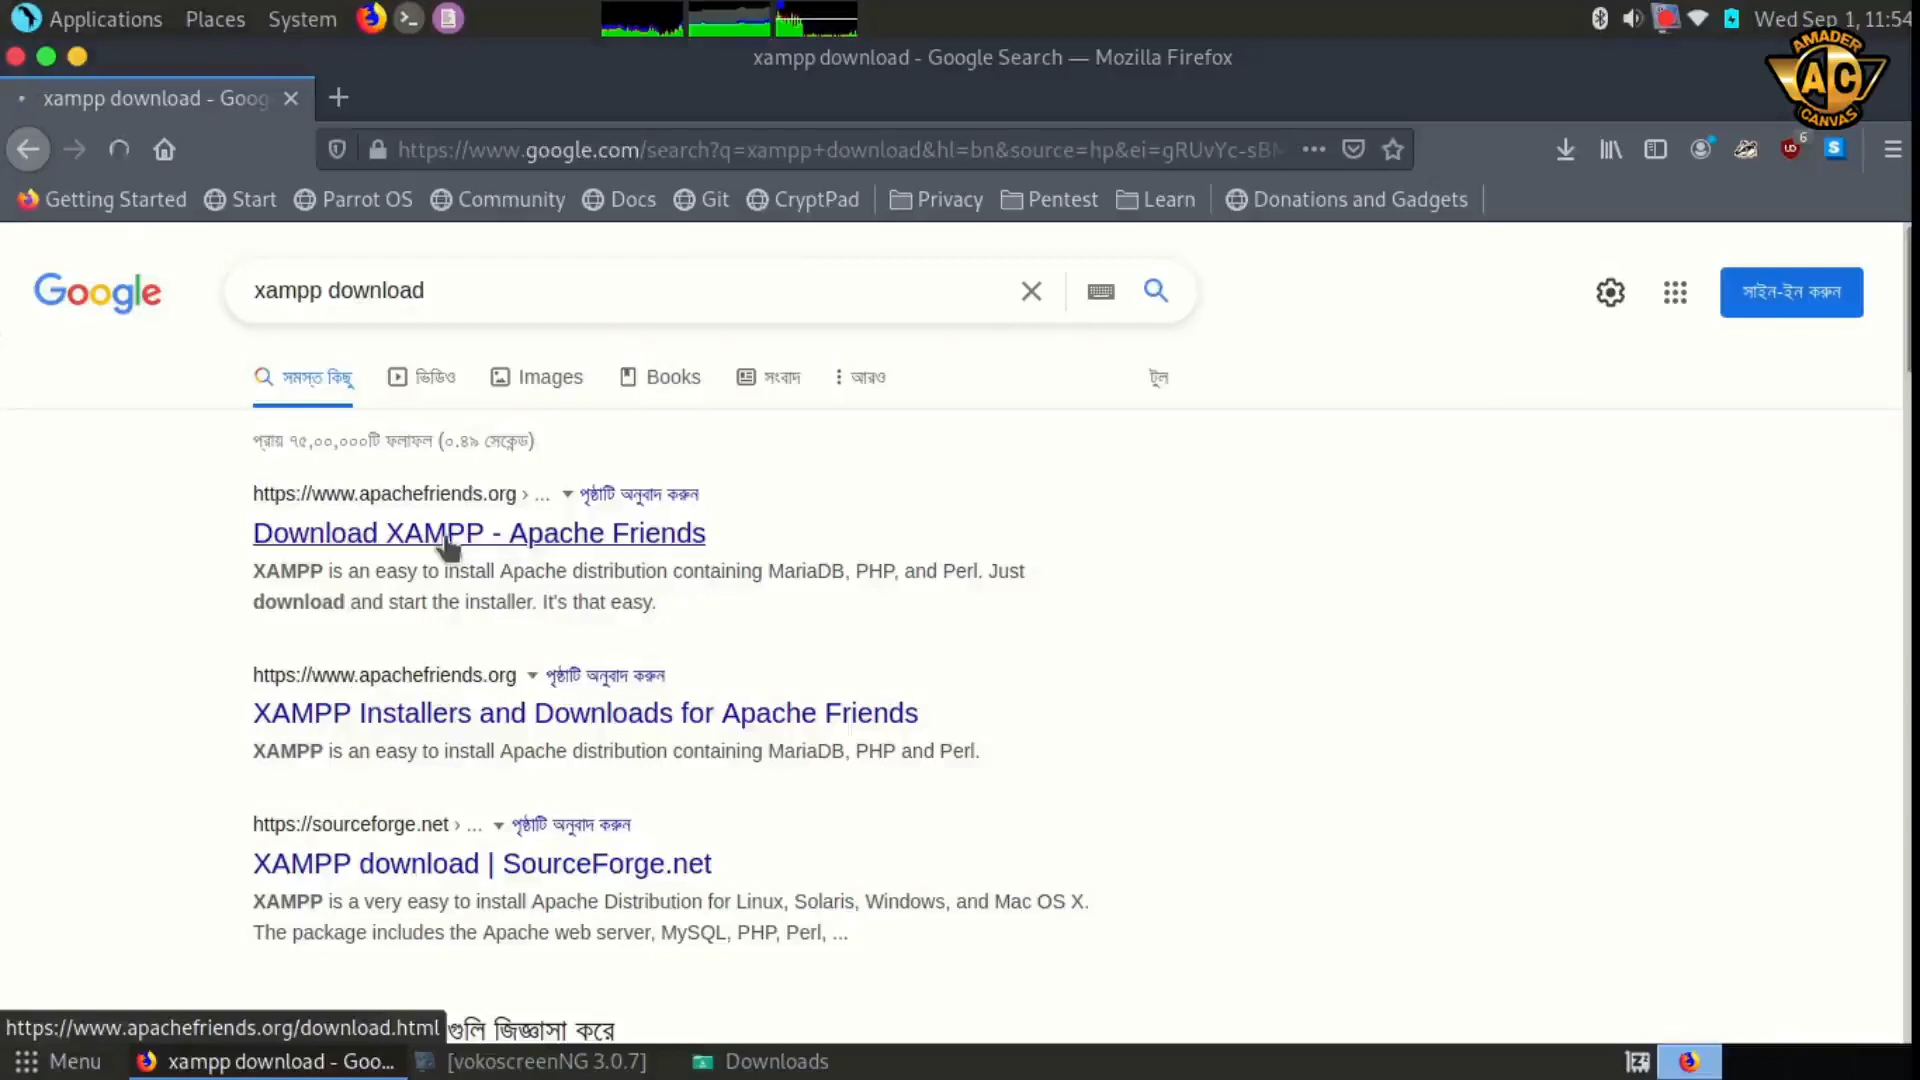 Applications Places System
Wed Sep 1, 11:54
xampp download - Google Search — Mozilla Firefox
AMADER
AC
CANVAS
xampp download - Goog
https://www.google.com/search?q=xampp+download&hl=bn&source=hp&ei=gRUvYc-sBM
6
Getting Started Start Parrot OS Community Docs Git CryptPad Privacy Pentest Learn Donations and Gadgets
Google
xampp download
সাইন-ইন করুন
সমস্ত কিছু ভিডিও Images Books সংবাদ আরও টুল
প্রায় ৭৫,০০,০০০টি ফলাফল (০.৪৯ সেকেন্ড)
https://www.apachefriends.org › ... পৃষ্ঠাটি অনুবাদ করুন
Download XAMPP - Apache Friends
XAMPP is an easy to install Apache distribution containing MariaDB, PHP, and Perl. Just
download and start the installer. It's that easy.
https://www.apachefriends.org পৃষ্ঠাটি অনুবাদ করুন
XAMPP Installers and Downloads for Apache Friends
XAMPP is an easy to install Apache distribution containing MariaDB, PHP and Perl.
https://sourceforge.net › ... পৃষ্ঠাটি অনুবাদ করুন
XAMPP download | SourceForge.net
XAMPP is a very easy to install Apache Distribution for Linux, Solaris, Windows, and Mac OS X.
The package includes the Apache web server, MySQL, PHP, Perl, ...
https://www.apachefriends.org/download.html গুলি জিজ্ঞাসা করে
Menu xampp download - Goo... [vokoscreenNG 3.0.7] Downloads